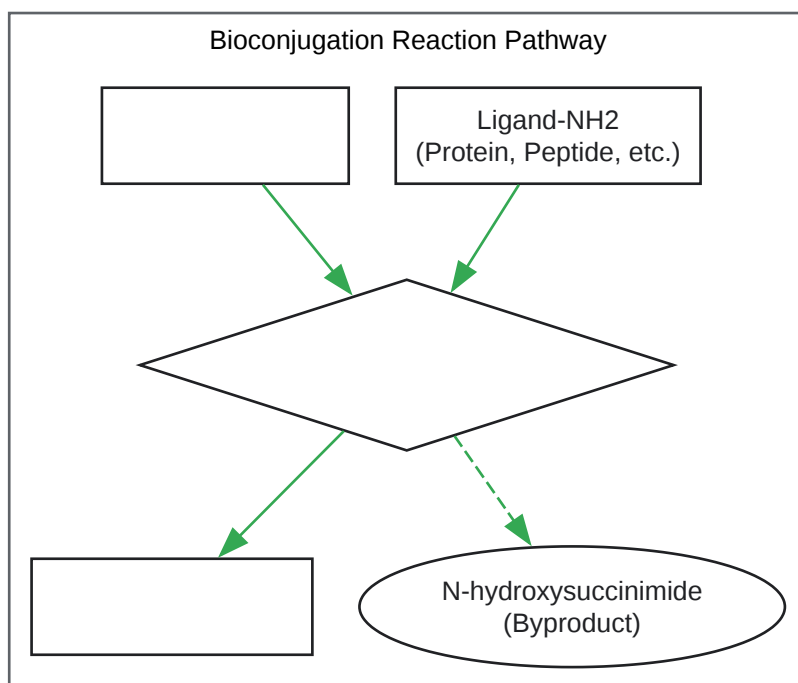 Bioconjugation Reaction Pathway
Ligand-NH2
(Protein, Peptide, etc.)
N-hydroxysuccinimide
(Byproduct)